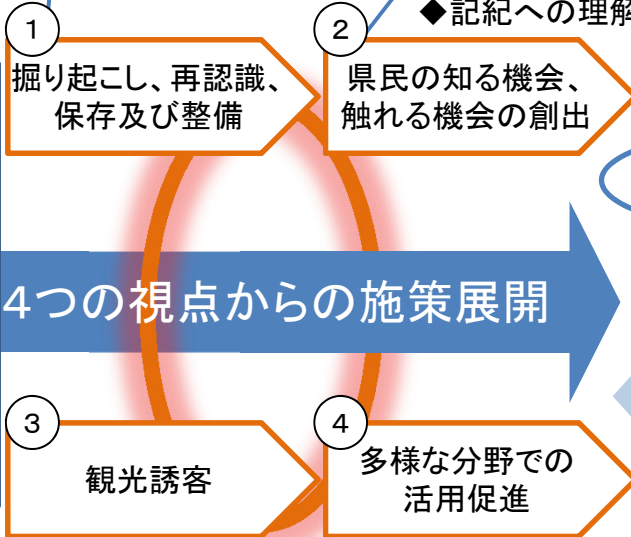 ◆記紀への理解
1
掘り起こし、再認識、
保存及び整備
2
県民の知る機会、
触れる機会の創出
4つの視点からの施策展開
3
観光誘客
4
多様な分野での
活用促進